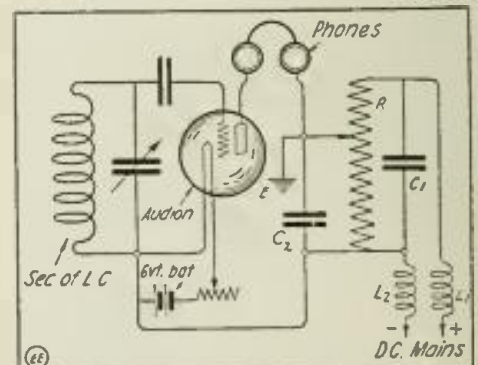 Phones
R
C1
E
Audion
C2
Sec of L C
6vt. bat
L2
L1
- +
D.C. Mains
EE